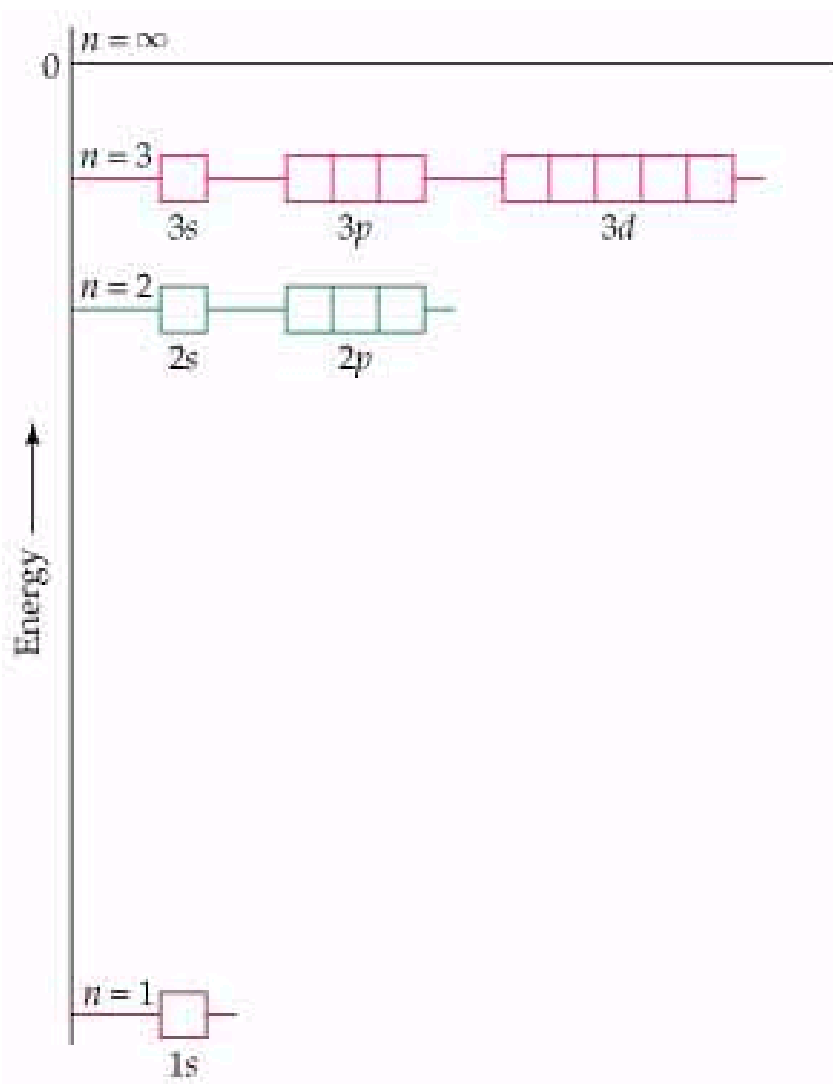 n = ∞
0
n = 3
3s 3p 3d
n = 2
2s 2p
Energy
n = 1
1s